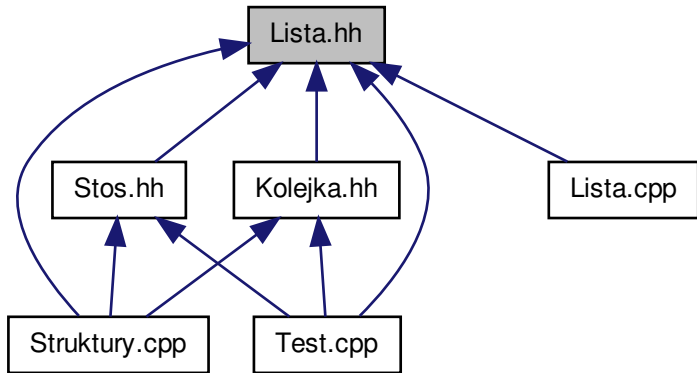 Lista.hh
Stos.hh
Kolejka.hh
Lista.cpp
Struktury.cpp
Test.cpp